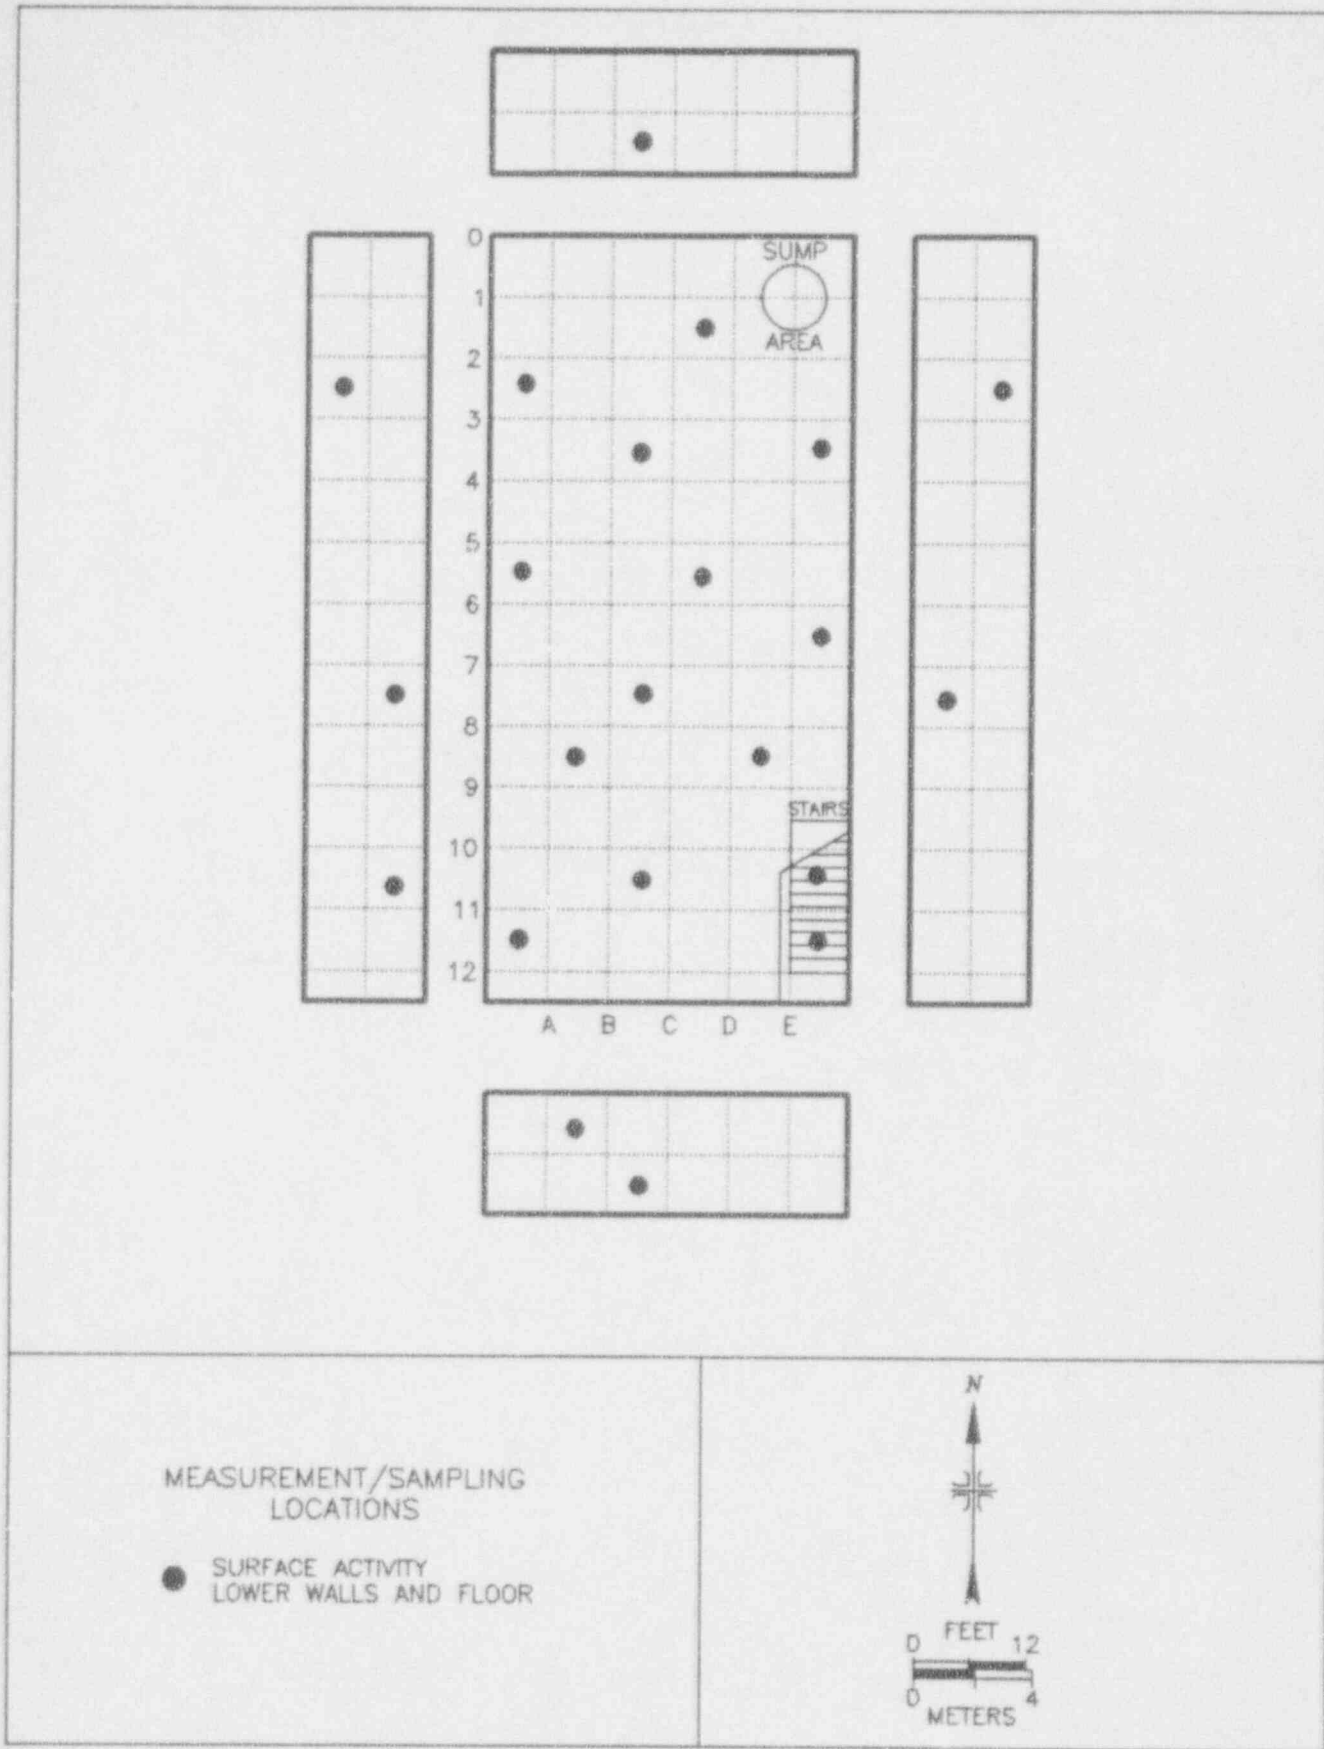 SUMP
AREA
0
1
2
3
4
5
6
7
8
9
10
11
12
STAIRS
A B C D E
MEASUREMENT/SAMPLING
LOCATIONS
SURFACE ACTIVITY
LOWER WALLS AND FLOOR
N
FEET
0 12
0 4
METERS